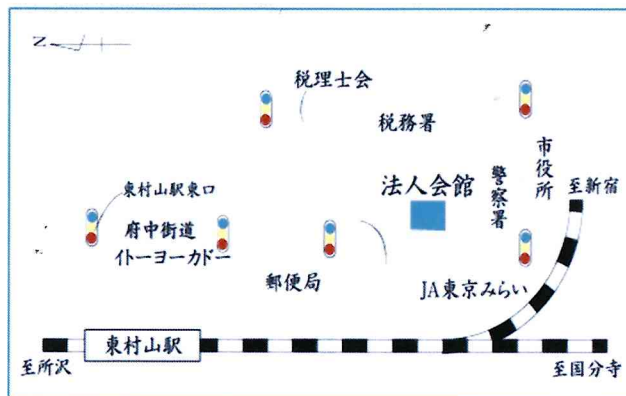 N
税理士会
税務署
市役所
東村山駅東口
法人会館
警察署
至新宿
府中街道
イトーヨーカドー
郵便局
JA東京みらい
東村山駅
至所沢
至国分寺